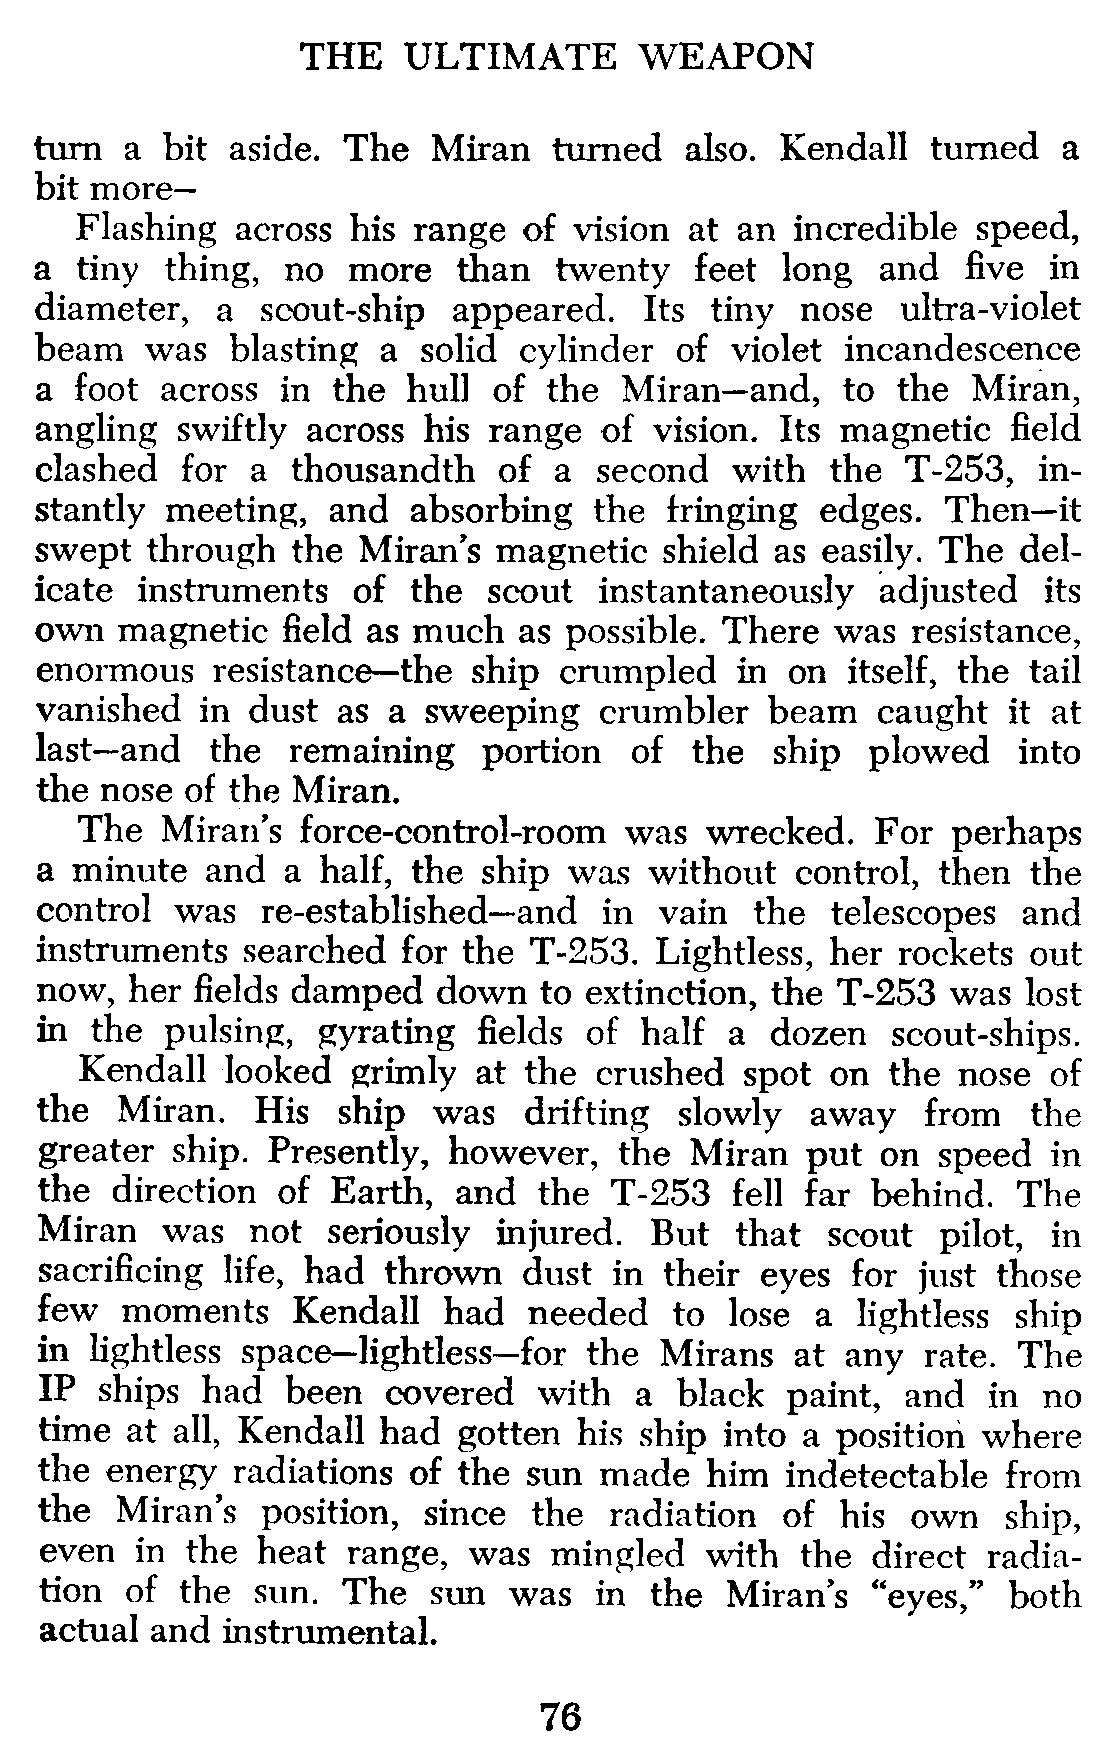 THE ULTIMATE WEAPON
turn a bit aside. The Miran turned also. Kendall turned a
bit more—
Flashing across his range of vision at an incredible speed,
a tiny thing, no more than twenty feet long and five in
diameter, a scout-ship appeared. Its tiny nose ultra-violet
beam was blasting a solid cylinder of violet incandescence
a foot across in the hull of the Miran—and, to the Miran,
angling swiftly across his range of vision. Its magnetic field
clashed for a thousandth of a second with the T-253, in-
stantly meeting, and absorbing the fringing edges. Then—it
swept through the Miran's magnetic shield as easily. The del-
icate instruments of the scout instantaneously adjusted its
own magnetic field as much as possible. There was resistance,
enormous resistance—the ship crumpled in on itself, the tail
vanished in dust as a sweeping crumbler beam caught it at
last—and the remaining portion of the ship plowed into
the nose of the Miran.
The Miran's force-control-room was wrecked. For perhaps
a minute and a half, the ship was without control, then the
control was re-established—and in vain the telescopes and
instruments searched for the T-253. Lightless, her rockets out
now, her fields damped down to extinction, the T-253 was lost
in the pulsing, gyrating fields of half a dozen scout-ships.
Kendall looked grimly at the crushed spot on the nose of
the Miran. His ship was drifting slowly away from the
greater ship. Presently, however, the Miran put on speed in
the direction of Earth, and the T-253 fell far behind. The
Miran was not seriously injured. But that scout pilot, in
sacrificing life, had thrown dust in their eyes for just those
few moments Kendall had needed to lose a lightless ship
in lightless space—lightless—for the Mirans at any rate. The
IP ships had been covered with a black paint, and in no
time at all, Kendall had gotten his ship into a position where
the energy radiations of the sun made him indetectable from
the Miran's position, since the radiation of his own ship,
even in the heat range, was mingled with the direct radia-
tion of the sun. The sun was in the Miran's “eyes,” both
actual and instrumental.
76